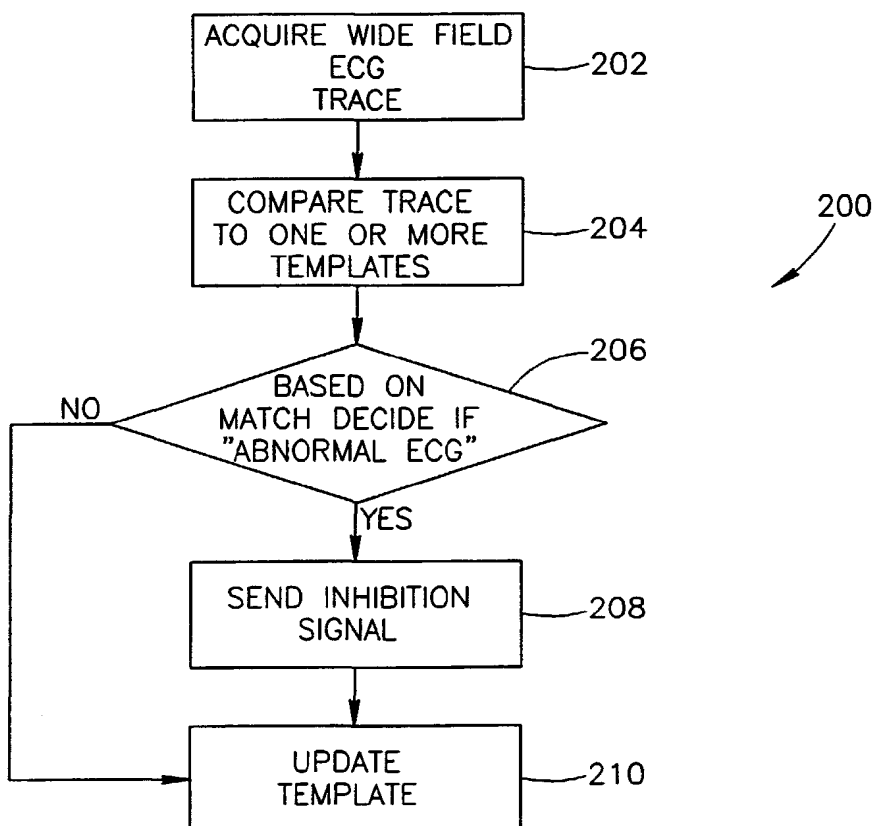 ACQUIRE WIDE FIELD
ECG
TRACE
202
COMPARE TRACE
TO ONE OR MORE
TEMPLATES
204
200
206
BASED ON
MATCH DECIDE IF
"ABNORMAL ECG"
NO
YES
SEND INHIBITION
SIGNAL
208
UPDATE
TEMPLATE
210